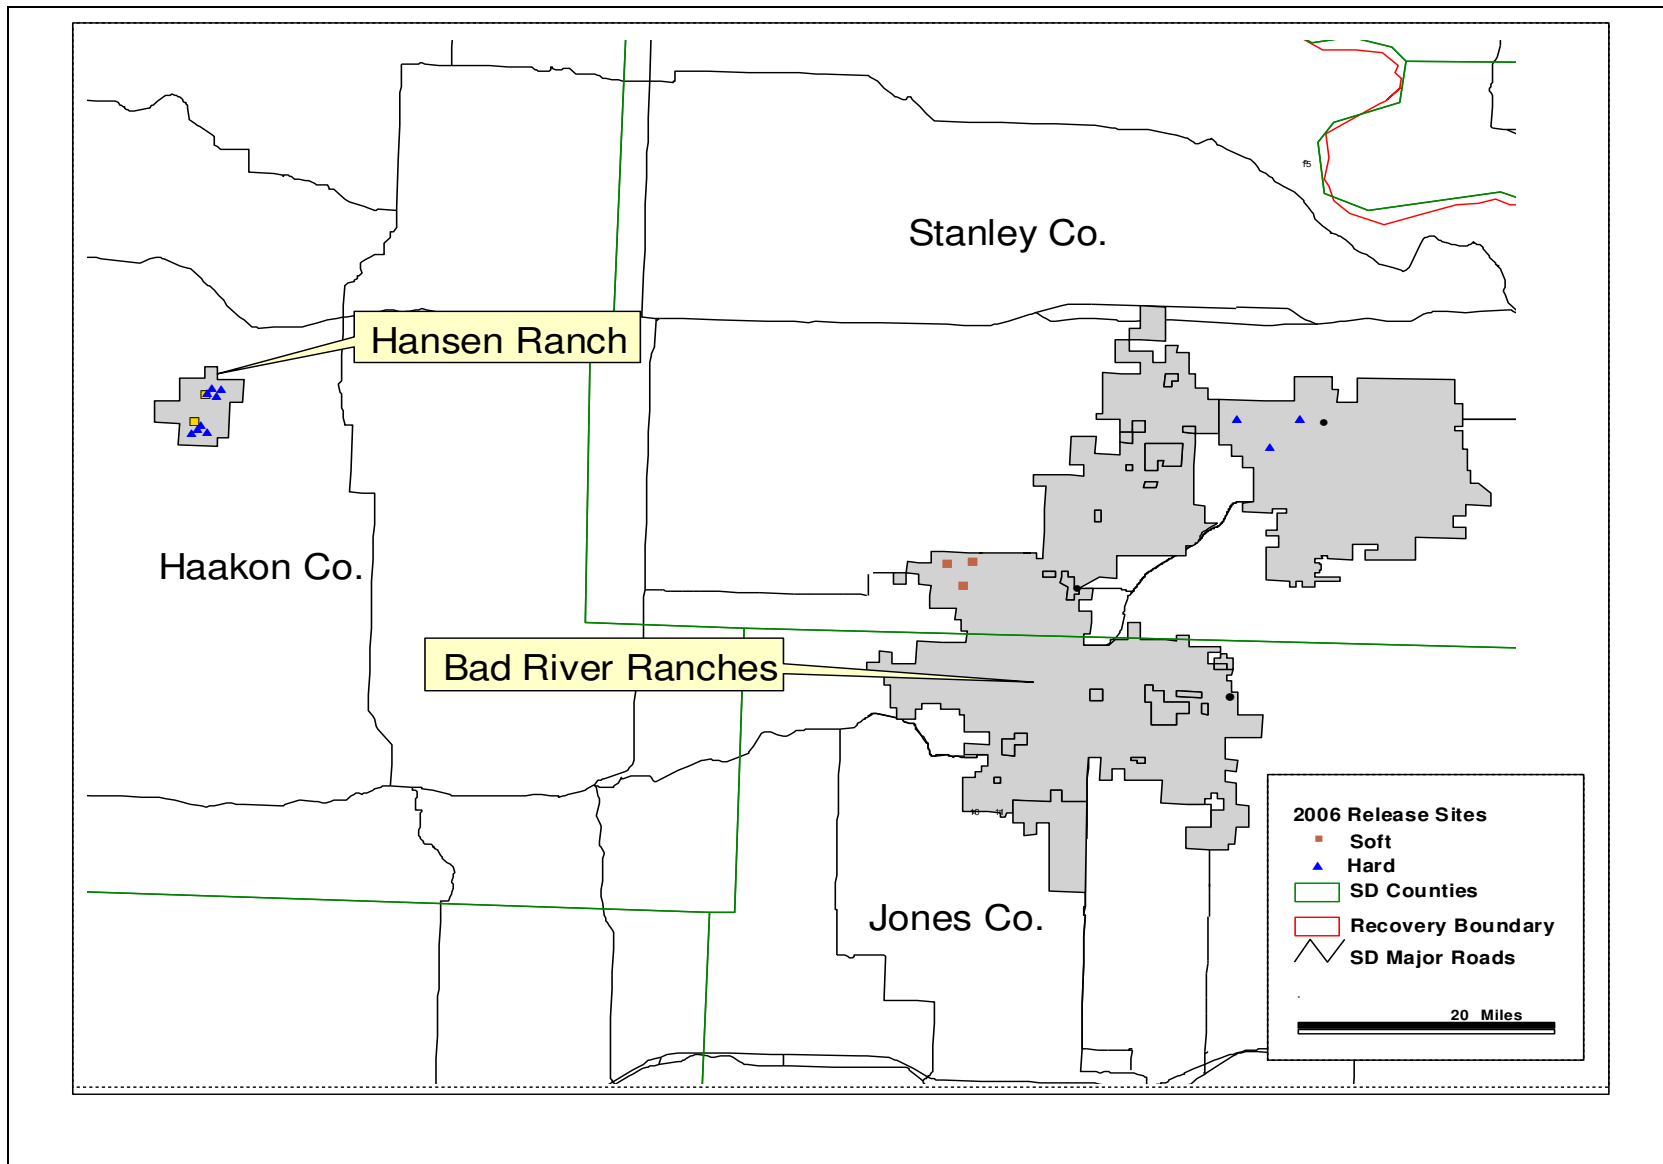 Stanley Co.
Hansen Ranch
Haakon Co.
Bad River Ranches
Jones Co.
2006 Release Sites
Soft
Hard
SD Counties
Recovery Boundary
SD Major Roads
20 Miles